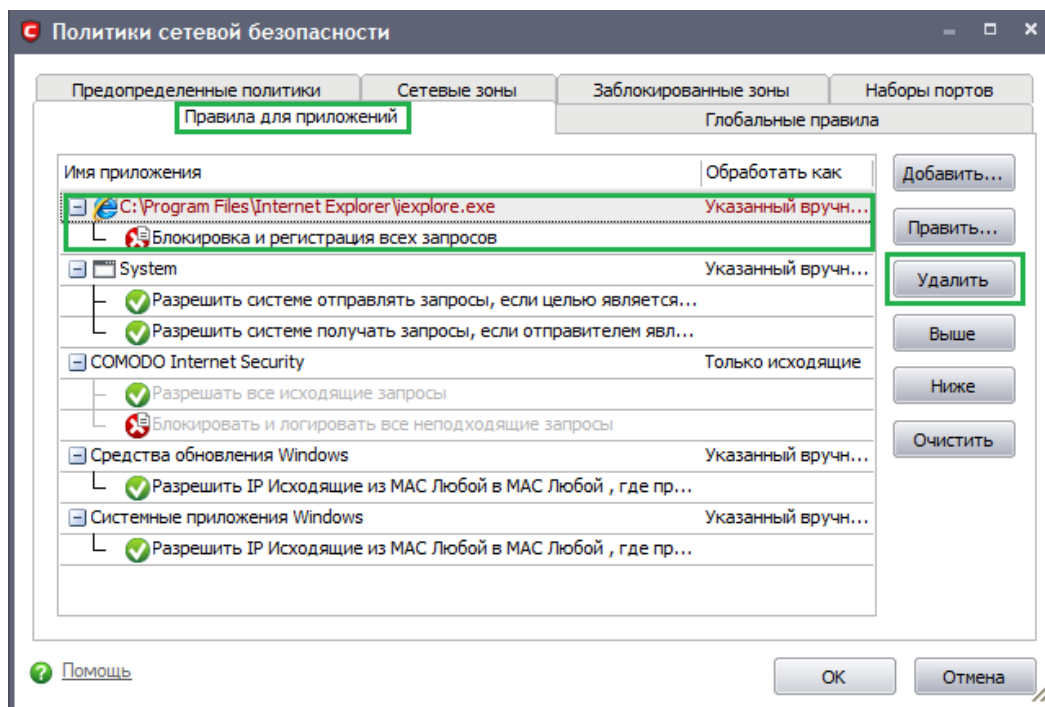 Политики сетевой безопасности
Предопределенные политики Сетевые зоны Заблокированные зоны Наборы портов
Правила для приложений Глобальные правила
Имя приложения Обработать как
C:\Program Files\Internet Explorer\iexplore.exe Указанный вручн...
Блокировка и регистрация всех запросов
System Указанный вручн...
Разрешить системе отправлять запросы, если целью является...
Разрешить системе получать запросы, если отправителем явл...
COMODO Internet Security Только исходящие
Разрешать все исходящие запросы
Блокировать и логировать все неподходящие запросы
Средства обновления Windows Указанный вручн...
Разрешить IP Исходящие из MAC Любой в MAC Любой , где пр...
Системные приложения Windows Указанный вручн...
Разрешить IP Исходящие из MAC Любой в MAC Любой , где пр...
Добавить...
Править...
Удалить
Выше
Ниже
Очистить
Помощь
OK Отмена